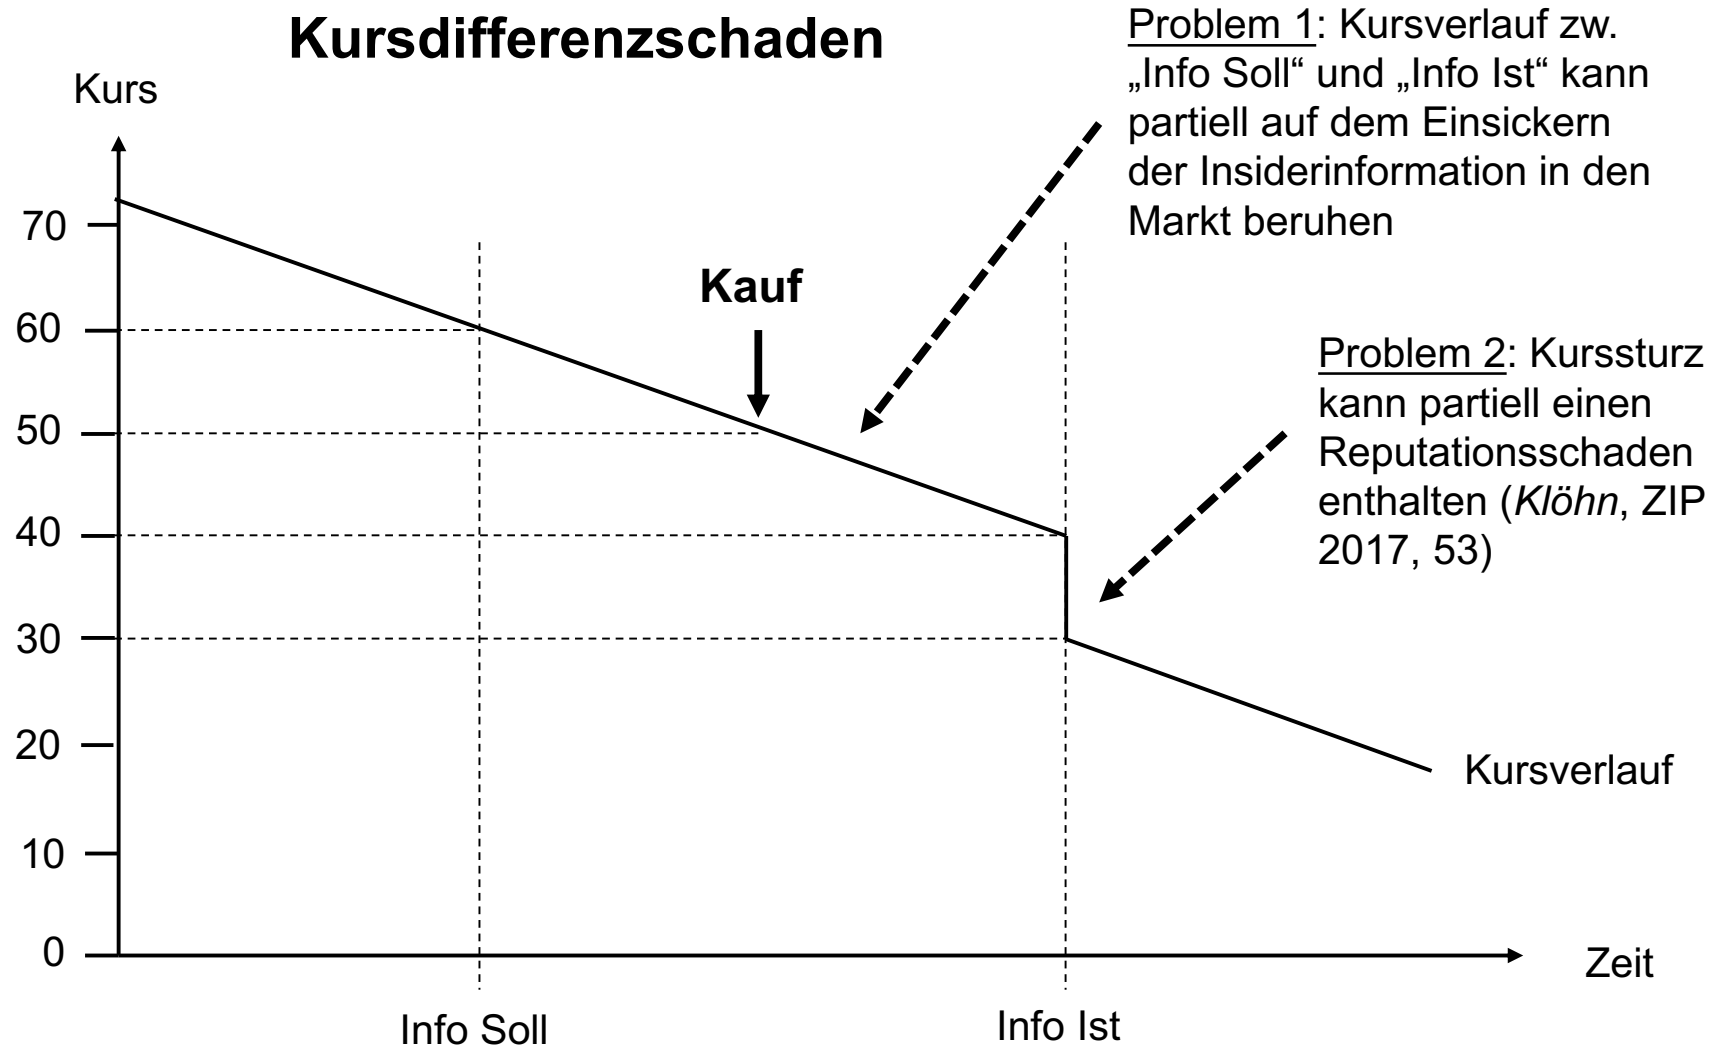 Kursdifferenzschaden
Problem 1: Kursverlauf zw.
„Info Soll“ und „Info Ist“ kann
partiell auf dem Einsickern
der Insiderinformation in den
Markt beruhen
Kurs
70
60
50
40
30
20
10
0
Kauf
Problem 2: Kurssturz
kann partiell einen
Reputationsschaden
enthalten (Klöhn, ZIP
2017, 53)
Kursverlauf
Zeit
Info Soll
Info Ist